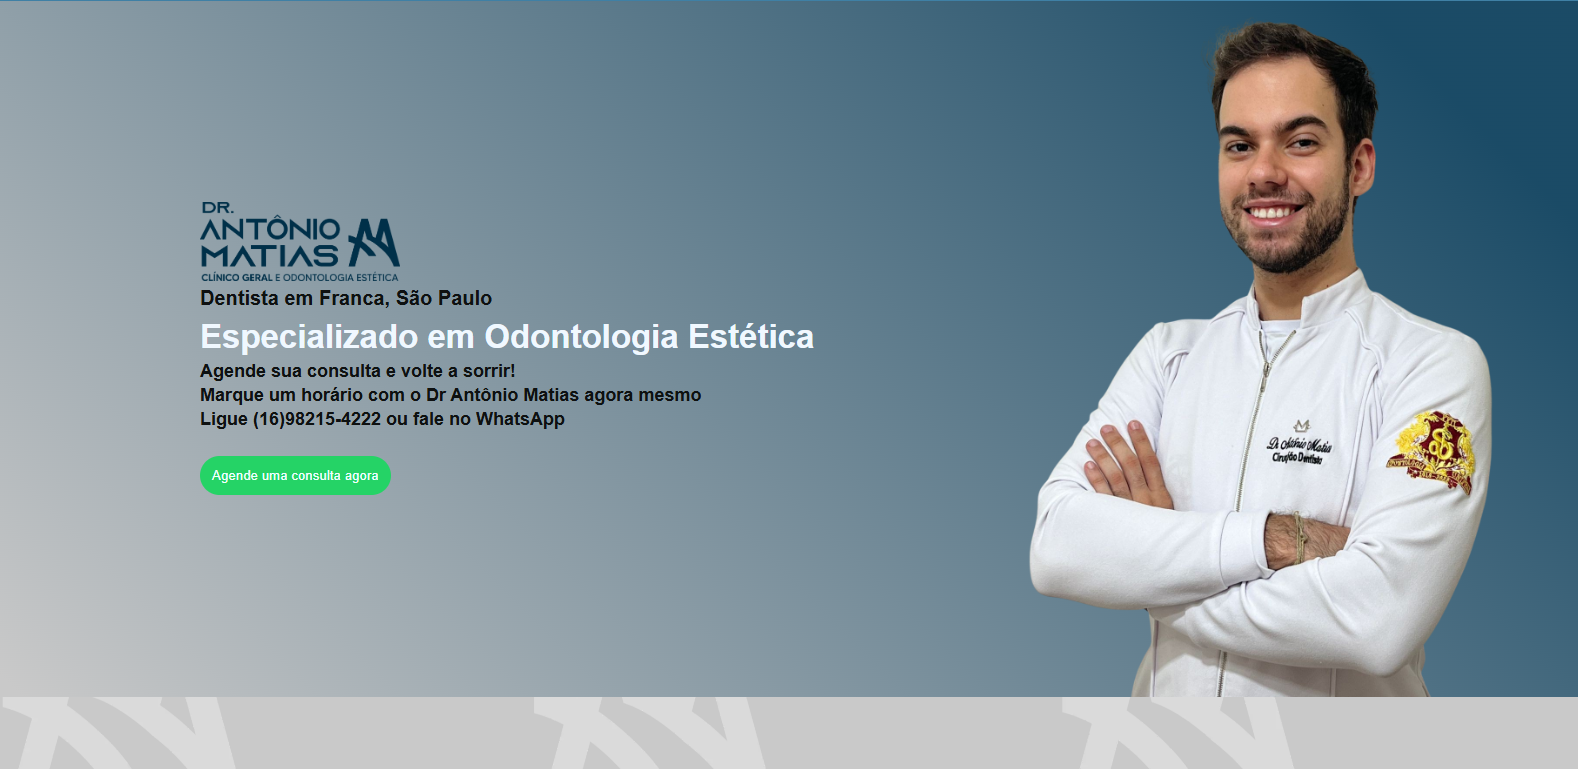 DR.
ANTÔNIO
MATIAS
CLÍNICO GERAL E ODONTOLOGIA ESTÉTICA
Dentista em Franca, São Paulo
Especializado em Odontologia Estética
Agende sua consulta e volte a sorrir!
Marque um horário com o Dr Antônio Matias agora mesmo
Ligue (16)98215-4222 ou fale no WhatsApp
Agende uma consulta agora
Dr. Antônio Matias
Cirurgião Dentista